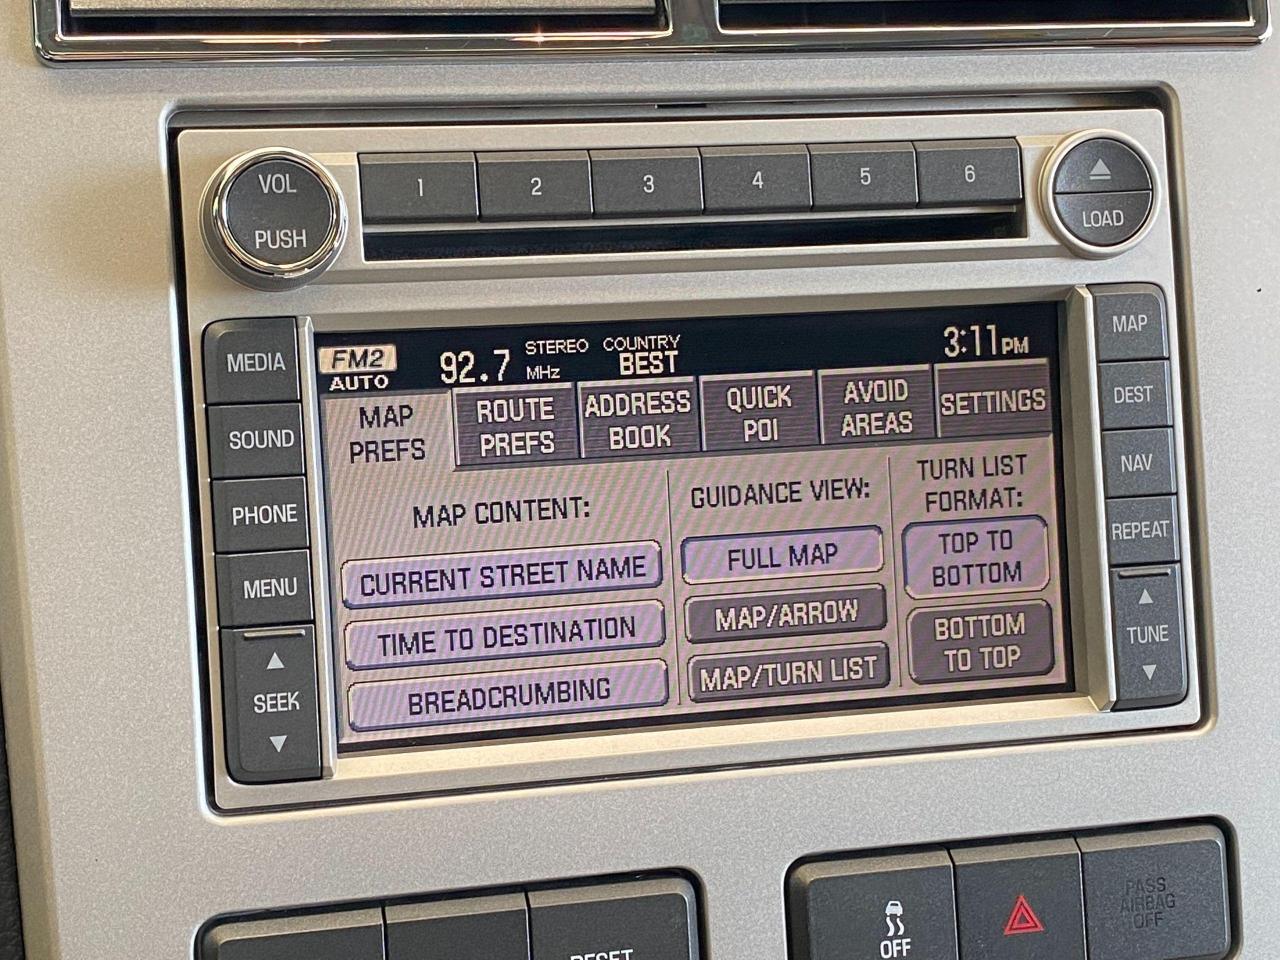 VOL
PUSH
1 2 3 4 5 6
LOAD
MEDIA
SOUND
PHONE
MENU
SEEK
MAP
DEST
NAV
REPEAT
TUNE
FM2
AUTO
92.7 MHz
STEREO
COUNTRY
BEST
3:11PM
MAP
PREFS
ROUTE
PREFS
ADDRESS
BOOK
QUICK
POI
AVOID
AREAS
SETTINGS
MAP CONTENT:
CURRENT STREET NAME
TIME TO DESTINATION
BREADCRUMBING
GUIDANCE VIEW:
FULL MAP
MAP/ARROW
MAP/TURN LIST
TURN LIST
FORMAT:
TOP TO
BOTTOM
BOTTOM
TO TOP
RESET
OFF
PASS
AIRBAG
OFF